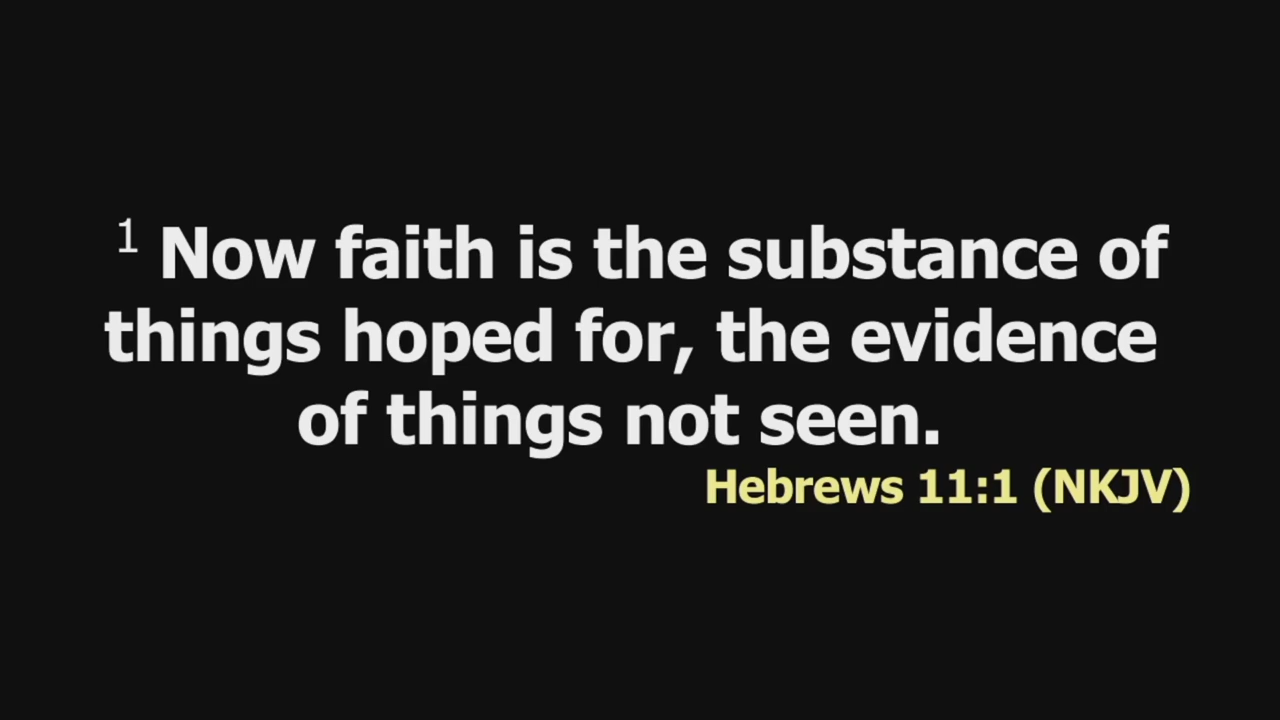 1 Now faith is the substance of
things hoped for, the evidence
of things not seen.
Hebrews 11:1 (NKJV)